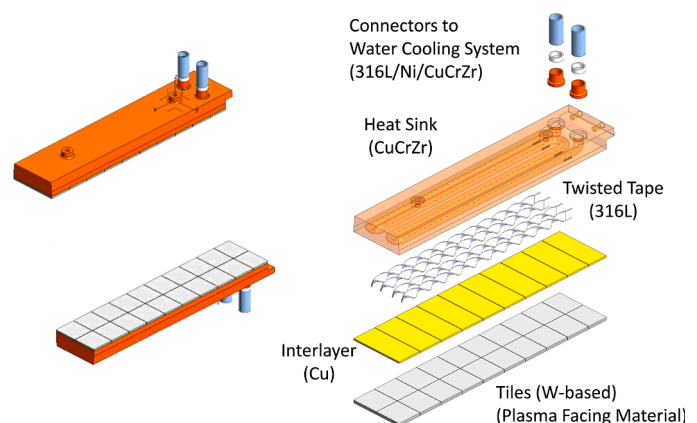 Connectors to
Water Cooling System
(316L/Ni/CuCrZr)
Heat Sink
(CuCrZr)
Twisted Tape
(316L)
Interlayer
(Cu)
Tiles (W-based)
(Plasma Facing Material)